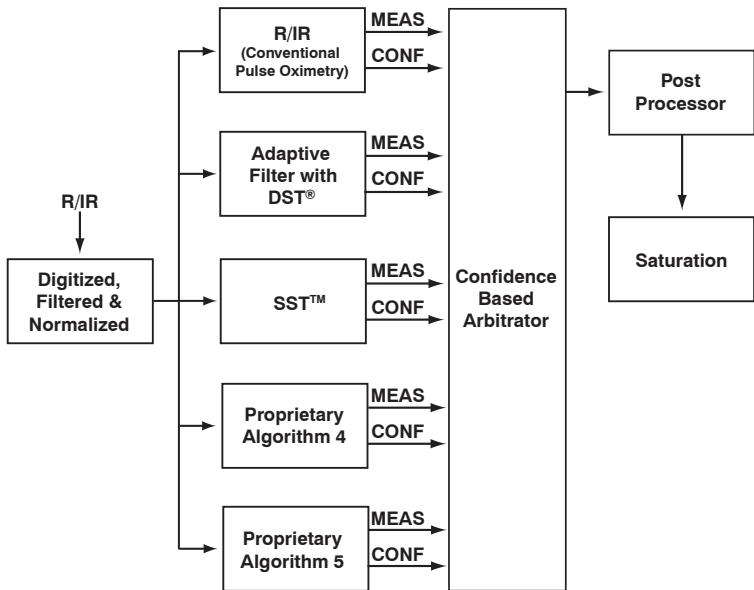 R/IR
Digitized,
Filtered &
Normalized
R/IR
(Conventional
Pulse Oximetry)
MEAS
CONF
Adaptive
Filter with
DST®
MEAS
CONF
SST™
MEAS
CONF
Proprietary
Algorithm 4
MEAS
CONF
Proprietary
Algorithm 5
MEAS
CONF
Confidence
Based
Arbitrator
Post
Processor
Saturation